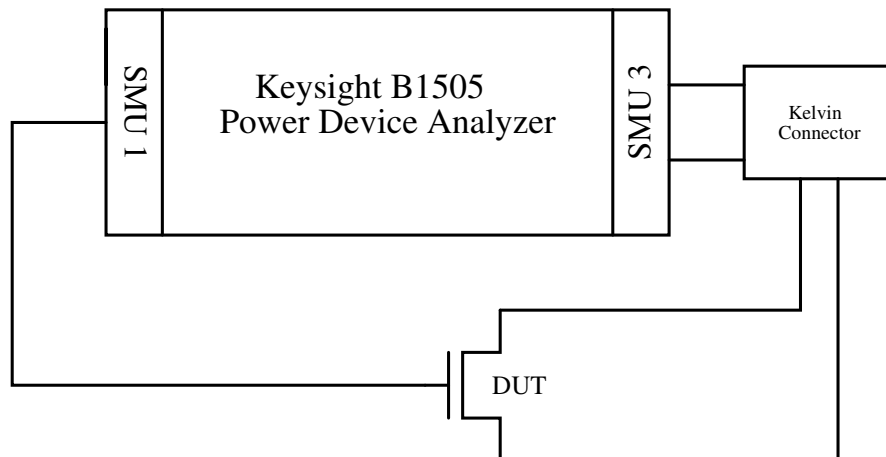 SMU 1
Keysight B1505
Power Device Analyzer
SMU 3
Kelvin
Connector
DUT